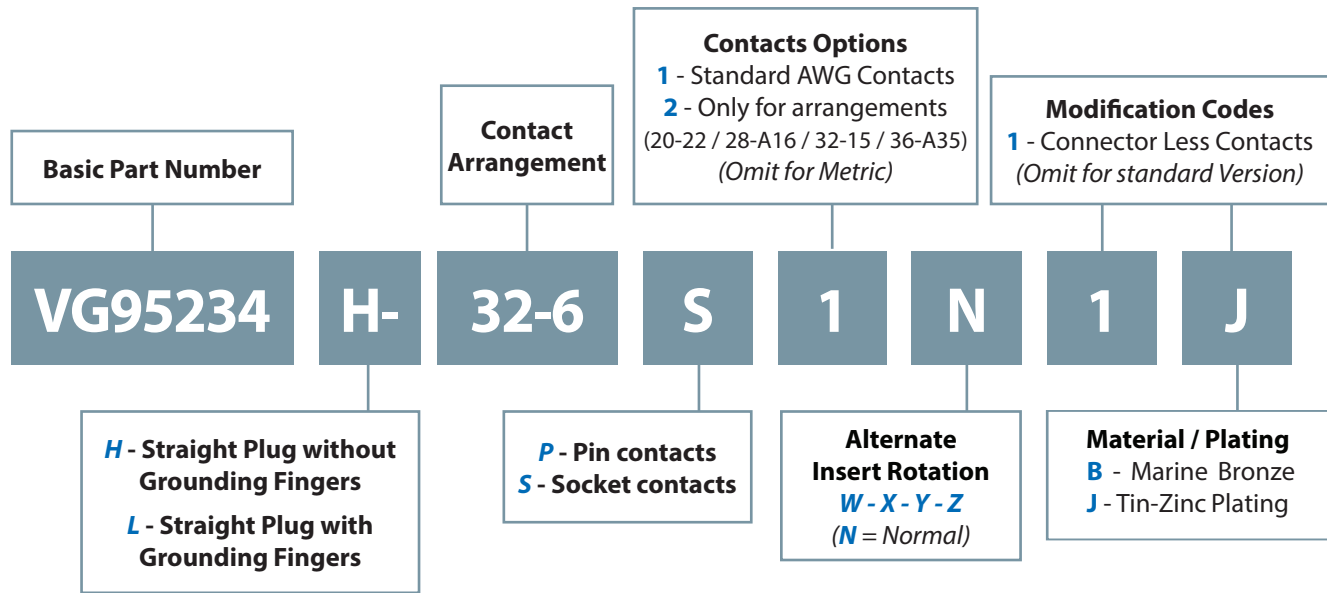 Contacts Options
1 - Standard AWG Contacts
2 - Only for arrangements
(20-22 / 28-A16 / 32-15 / 36-A35)
(Omit for Metric)
Modification Codes
1 - Connector Less Contacts
(Omit for standard Version)
Contact
Arrangement
Basic Part Number
VG95234 H- 32-6 S 1 N 1 J
H - Straight Plug without
Grounding Fingers
L - Straight Plug with
Grounding Fingers
P - Pin contacts
S - Socket contacts
Alternate
Insert Rotation
W - X - Y - Z
(N = Normal)
Material / Plating
B - Marine Bronze
J - Tin-Zinc Plating